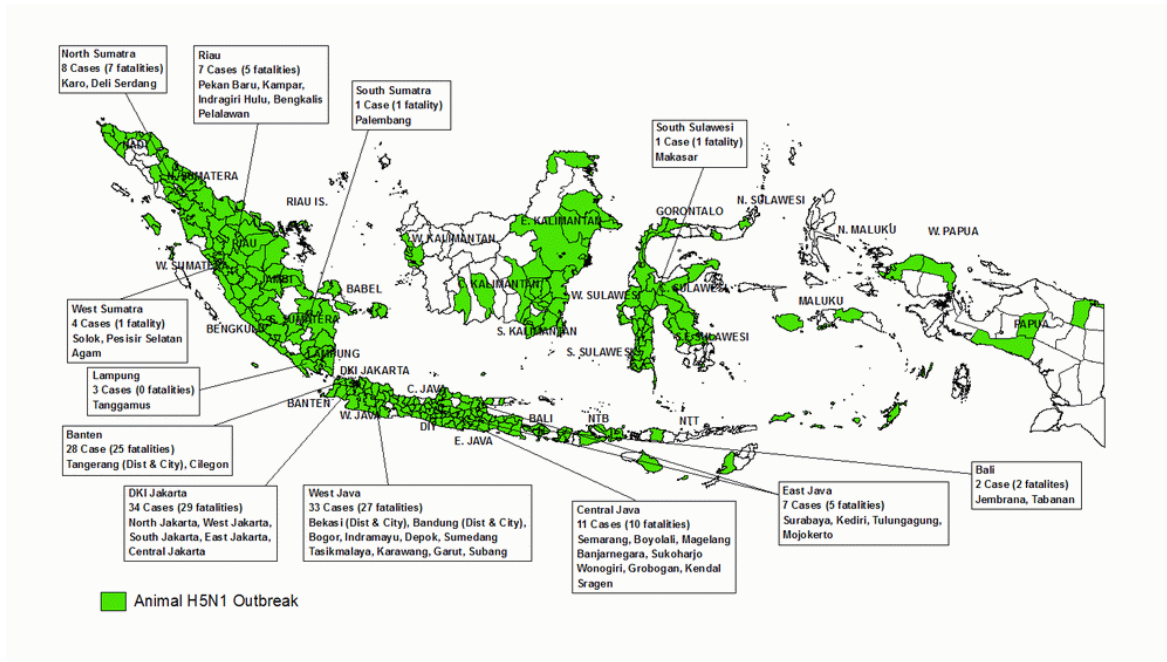 North Sumatra
8 Cases (7 fatalities)
Karo, Deli Serdang
Riau
7 Cases (5 fatalities)
Pekan Baru, Kampar,
Indragiri Hulu, Bengkalis
Pelalawan
South Sumatra
1 Case (1 fatality)
Palembang
South Sulawesi
1 Case (1 fatality)
Makasar
NAD
N. SUMATERA
RIAU IS.
RIAU
W. SUMATERA
JAMBI
BABEL
BENGKULU
S. SUMATERA
LAMPUNG
W. KALIMANTAN
E. KALIMANTAN
C. KALIMANTAN
S. KALIMANTAN
GORONTALO
N. SULAWESI
W. SULAWESI
C. SULAWESI
S.E. SULAWESI
S. SULAWESI
N. MALUKU
W. PAPUA
MALUKU
PAPUA
DKI JAKARTA
BANTEN
W. JAVA
C. JAVA
E. JAVA
BALI
NTB
NTT
West Sumatra
4 Cases (1 fatality)
Solok, Pesisir Selatan
Agam
Lampung
3 Cases (0 fatalities)
Tanggamus
Banten
28 Case (25 fatalities)
Tangerang (Dist & City), Cilegon
DKI Jakarta
34 Cases (29 fatalities)
North Jakarta, West Jakarta,
South Jakarta, East Jakarta,
Central Jakarta
West Java
33 Cases (27 fatalities)
Bekasi (Dist & City), Bandung (Dist & City),
Bogor, Indramayu, Depok, Sumedang
Tasikmalaya, Karawang, Garut, Subang
Central Java
11 Cases (10 fatalities)
Semarang, Boyolali, Magelang
Banjarnegara, Sukoharjo
Wonogiri, Grobogan, Kendal
Sragen
East Java
7 Cases (5 fatalities)
Surabaya, Kediri, Tulungagung,
Mojokerto
Bali
2 Case (2 fatalites)
Jembrana, Tabanan
Animal H5N1 Outbreak